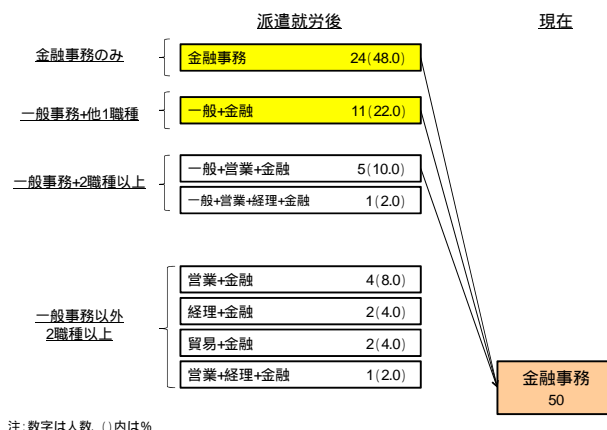 派遣就労後
現在
金融事務のみ
金融事務 24(48.0)
一般事務+他1職種
一般+金融 11(22.0)
一般事務+2職種以上
一般+営業+金融 5(10.0)
一般+営業+経理+金融 1(2.0)
一般事務以外
2職種以上
営業+金融 4(8.0)
経理+金融 2(4.0)
貿易+金融 2(4.0)
営業+経理+金融 1(2.0)
金融事務
50
注:数字は人数、()内は%